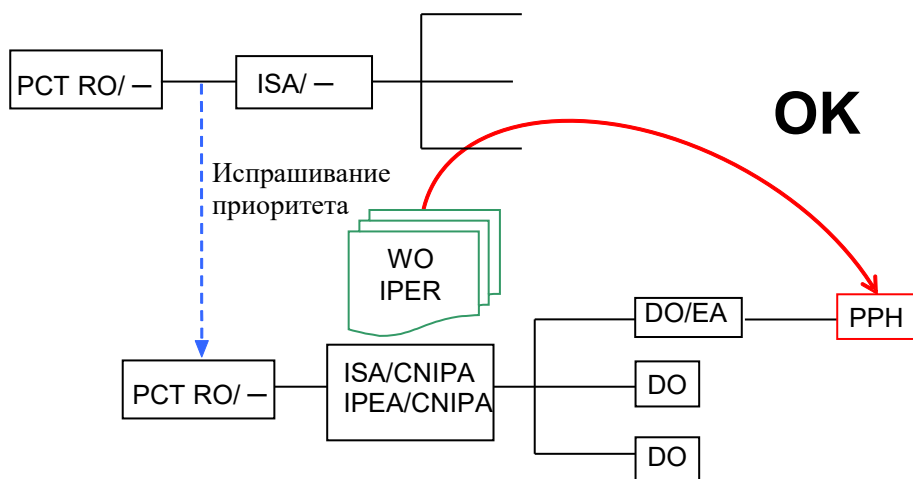 PCT RO/ –
ISA/ –
OK
Испрашивание
приоритета
WO
IPER
DO/EA
PPH
PCT RO/ –
ISA/CNIPA
IPEA/CNIPA
DO
DO